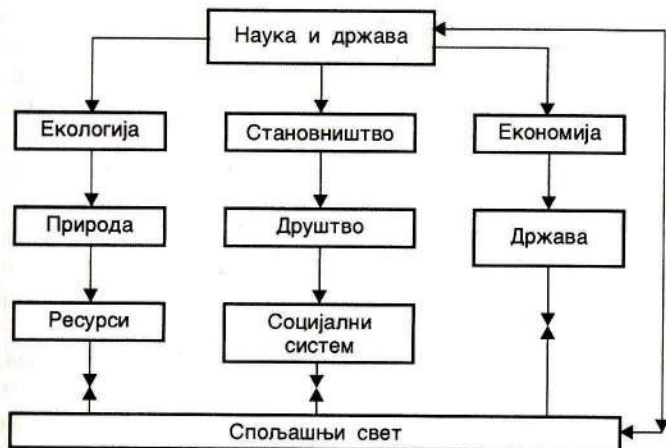 Наука и држава
Екологија
Становништво
Економија
Природа
Друштво
Држава
Ресурси
Социјални
систем
Спољашњи свет